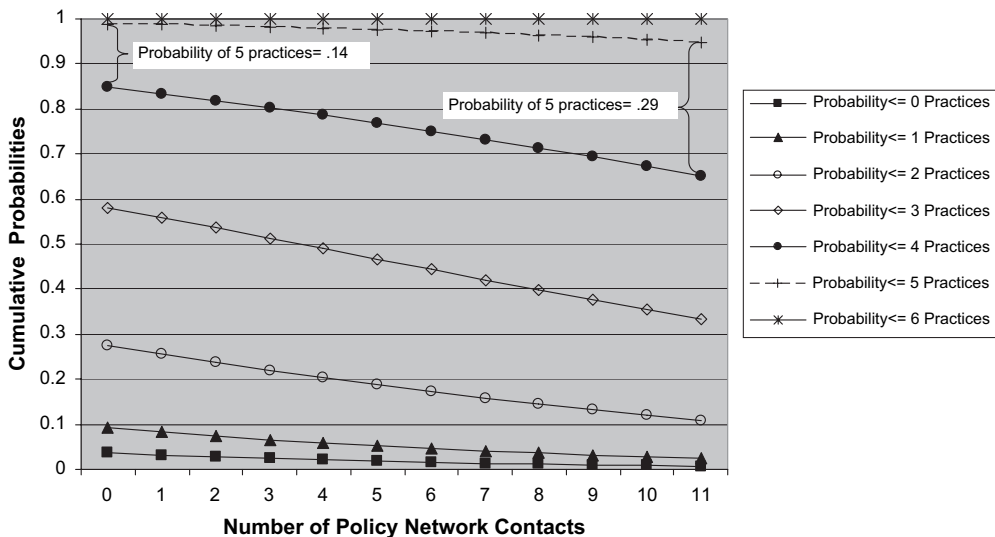 Cumulative Probabilities
1
0.9
0.8
0.7
0.6
0.5
0.4
0.3
0.2
0.1
0
Probability of 5 practices= .14
Probability of 5 practices= .29
0 1 2 3 4 5 6 7 8 9 10 11
Number of Policy Network Contacts
Probability<= 0 Practices
Probability<= 1 Practices
Probability<= 2 Practices
Probability<= 3 Practices
Probability<= 4 Practices
Probability<= 5 Practices
Probability<= 6 Practices